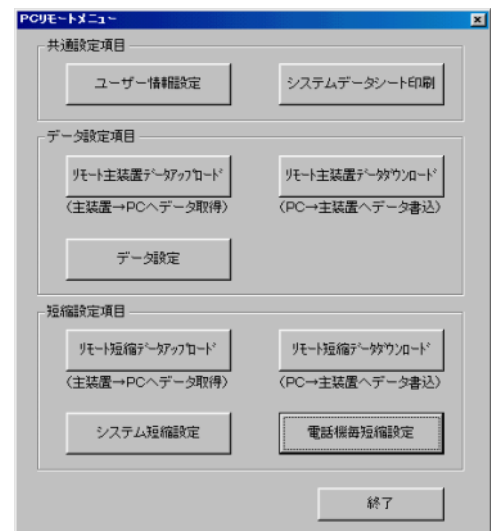 PCﾘﾓｰﾄﾒﾆｭｰ
共通設定項目
ユーザー情報設定
システムデータシート印刷
データ設定項目
ﾘﾓｰﾄ主装置ﾃﾞｰﾀｱｯﾌﾟﾛｰﾄﾞ
ﾘﾓｰﾄ主装置ﾃﾞｰﾀﾀﾞｳﾝﾛｰﾄﾞ
(主装置→PCへデータ取得)
(PC→主装置へデータ書込)
データ設定
短縮設定項目
ﾘﾓｰﾄ短縮ﾃﾞｰﾀｱｯﾌﾟﾛｰﾄﾞ
ﾘﾓｰﾄ短縮ﾃﾞｰﾀﾀﾞｳﾝﾛｰﾄﾞ
(主装置→PCへデータ取得)
(PC→主装置へデータ書込)
システム短縮設定
電話機毎短縮設定
終了